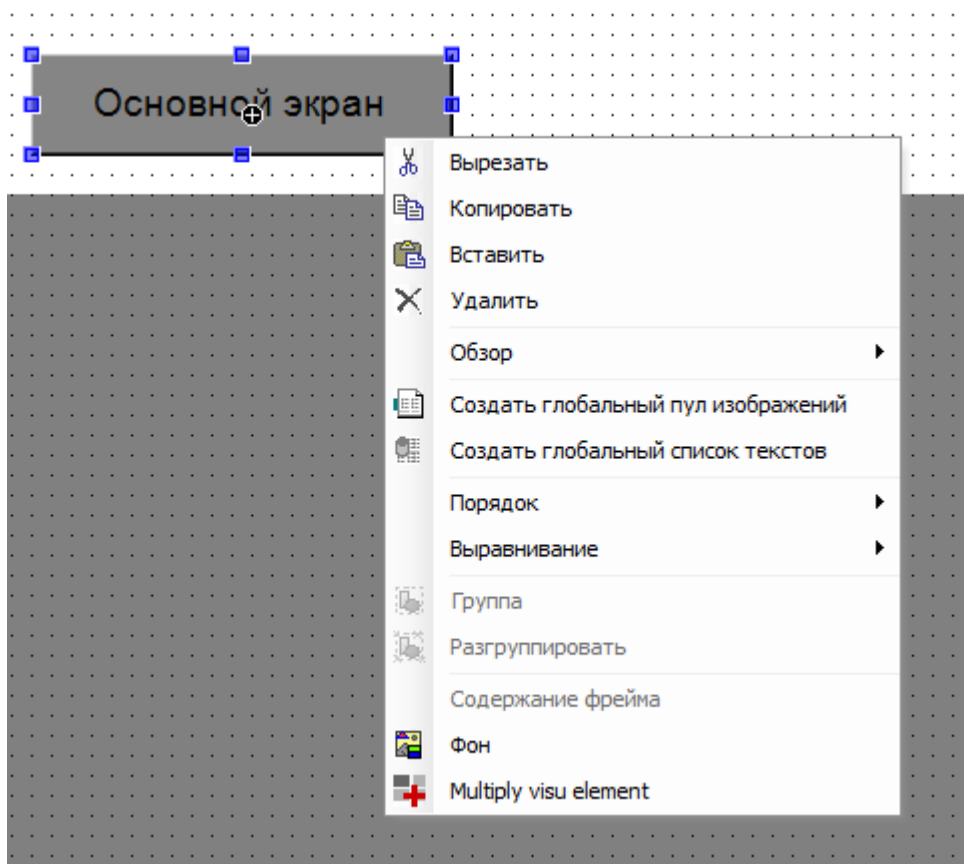 Основной экран
Вырезать
Копировать
Вставить
Удалить
Обзор
Создать глобальный пул изображений
Создать глобальный список текстов
Порядок
Выравнивание
Группа
Разгруппировать
Содержание фрейма
Фон
Multiply visu element